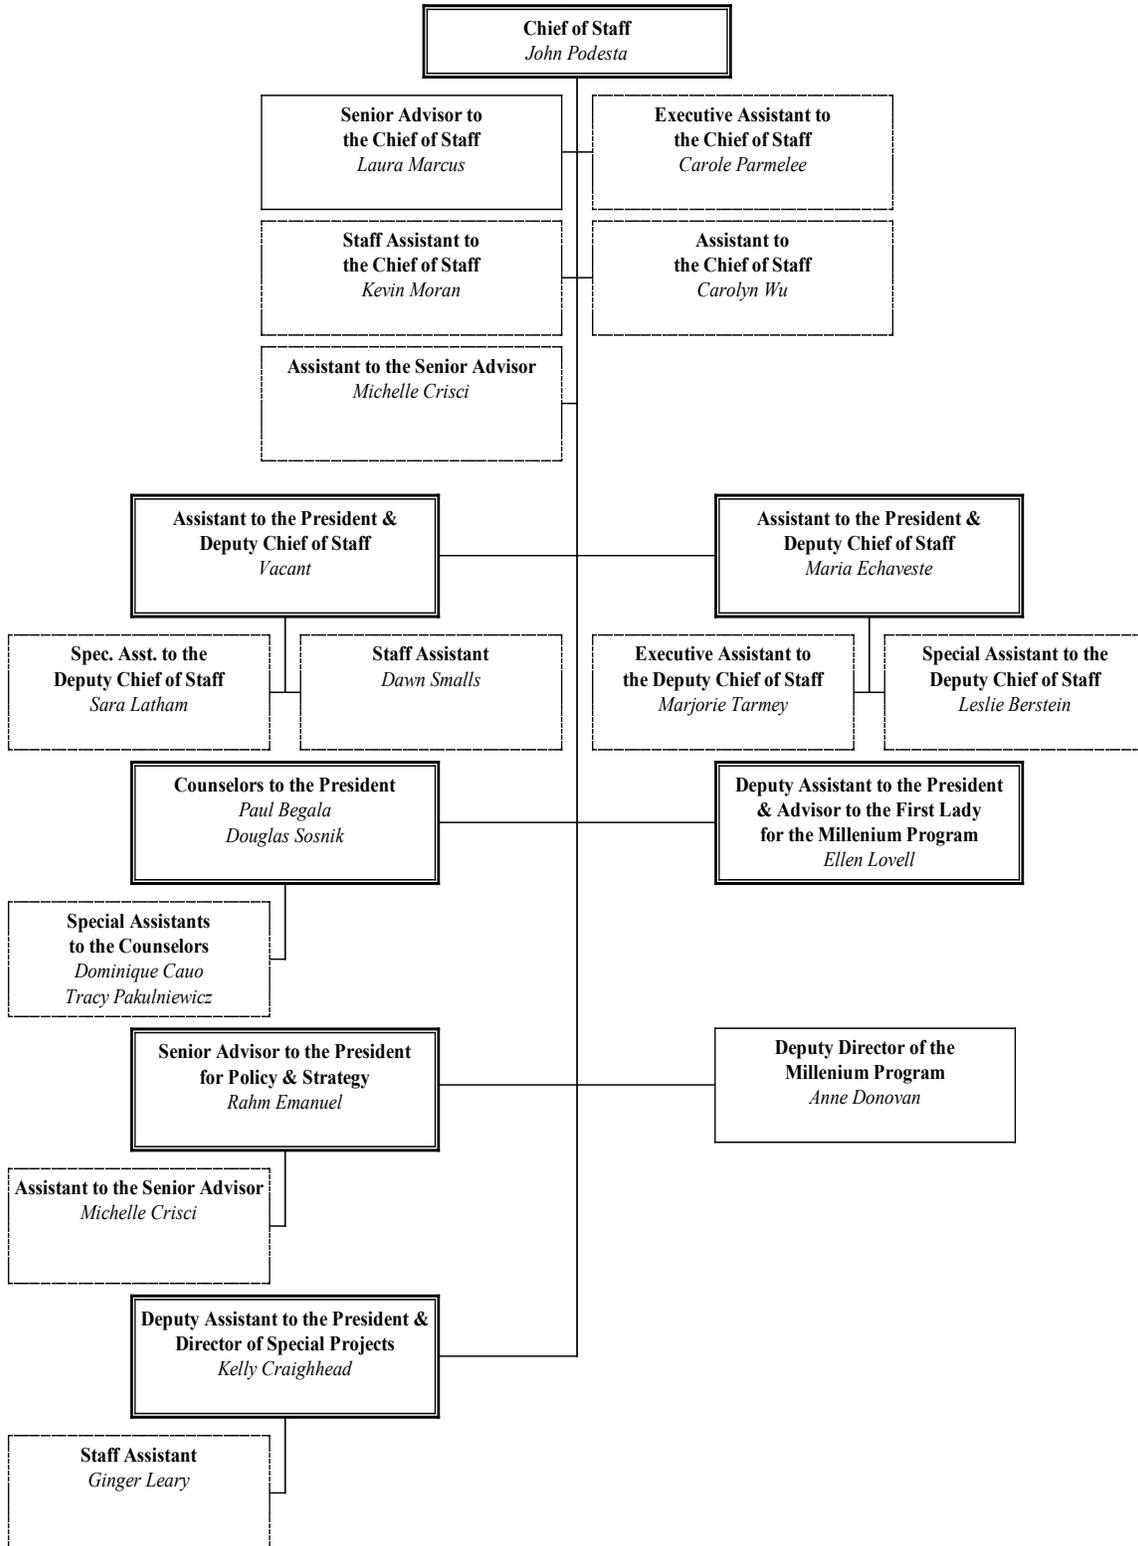 Chief of Staff
John Podesta
Senior Advisor to
the Chief of Staff
Laura Marcus
Executive Assistant to
the Chief of Staff
Carole Parmelee
Staff Assistant to
the Chief of Staff
Kevin Moran
Assistant to
the Chief of Staff
Carolyn Wu
Assistant to the Senior Advisor
Michelle Crisci
Assistant to the President &
Deputy Chief of Staff
Vacant
Assistant to the President &
Deputy Chief of Staff
Maria Echaveste
Spec. Asst. to the
Deputy Chief of Staff
Sara Latham
Staff Assistant
Dawn Smalls
Executive Assistant to
the Deputy Chief of Staff
Marjorie Tarmey
Special Assistant to the
Deputy Chief of Staff
Leslie Berstein
Counselors to the President
Paul Begala
Douglas Sosnik
Deputy Assistant to the President
& Advisor to the First Lady
for the Millenium Program
Ellen Lovell
Special Assistants
to the Counselors
Dominique Cauo
Tracy Pakulniewicz
Senior Advisor to the President
for Policy & Strategy
Rahm Emanuel
Deputy Director of the
Millenium Program
Anne Donovan
Assistant to the Senior Advisor
Michelle Crisci
Deputy Assistant to the President &
Director of Special Projects
Kelly Craighhead
Staff Assistant
Ginger Leary